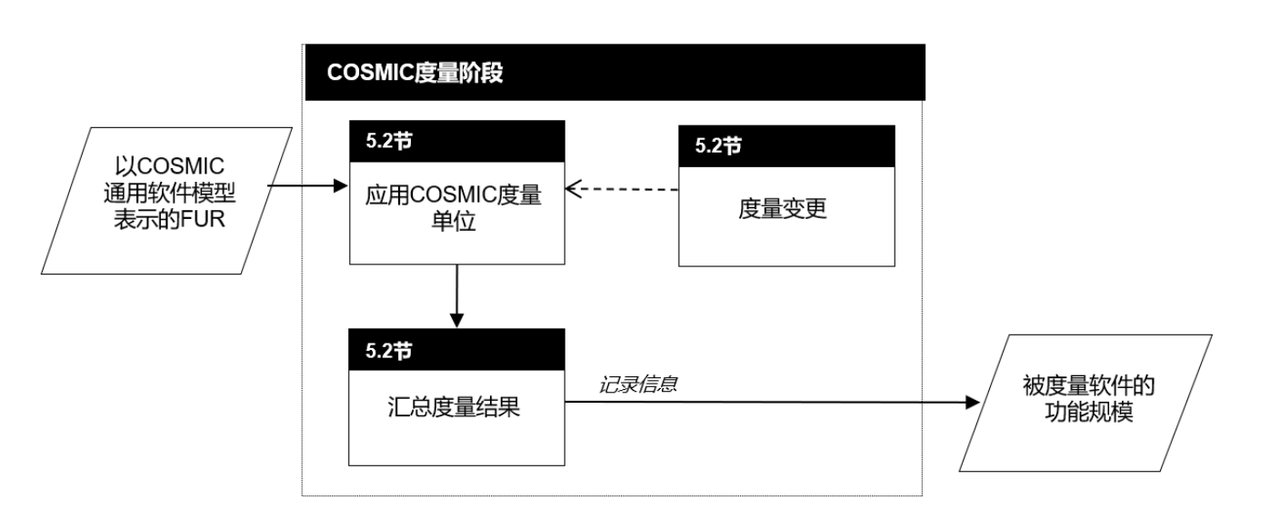 COSMIC度量阶段
以COSMIC
通用软件模型
表示的FUR
5.2节
应用COSMIC度量
单位
5.2节
度量变更
5.2节
汇总度量结果
记录信息
被度量软件的
功能规模